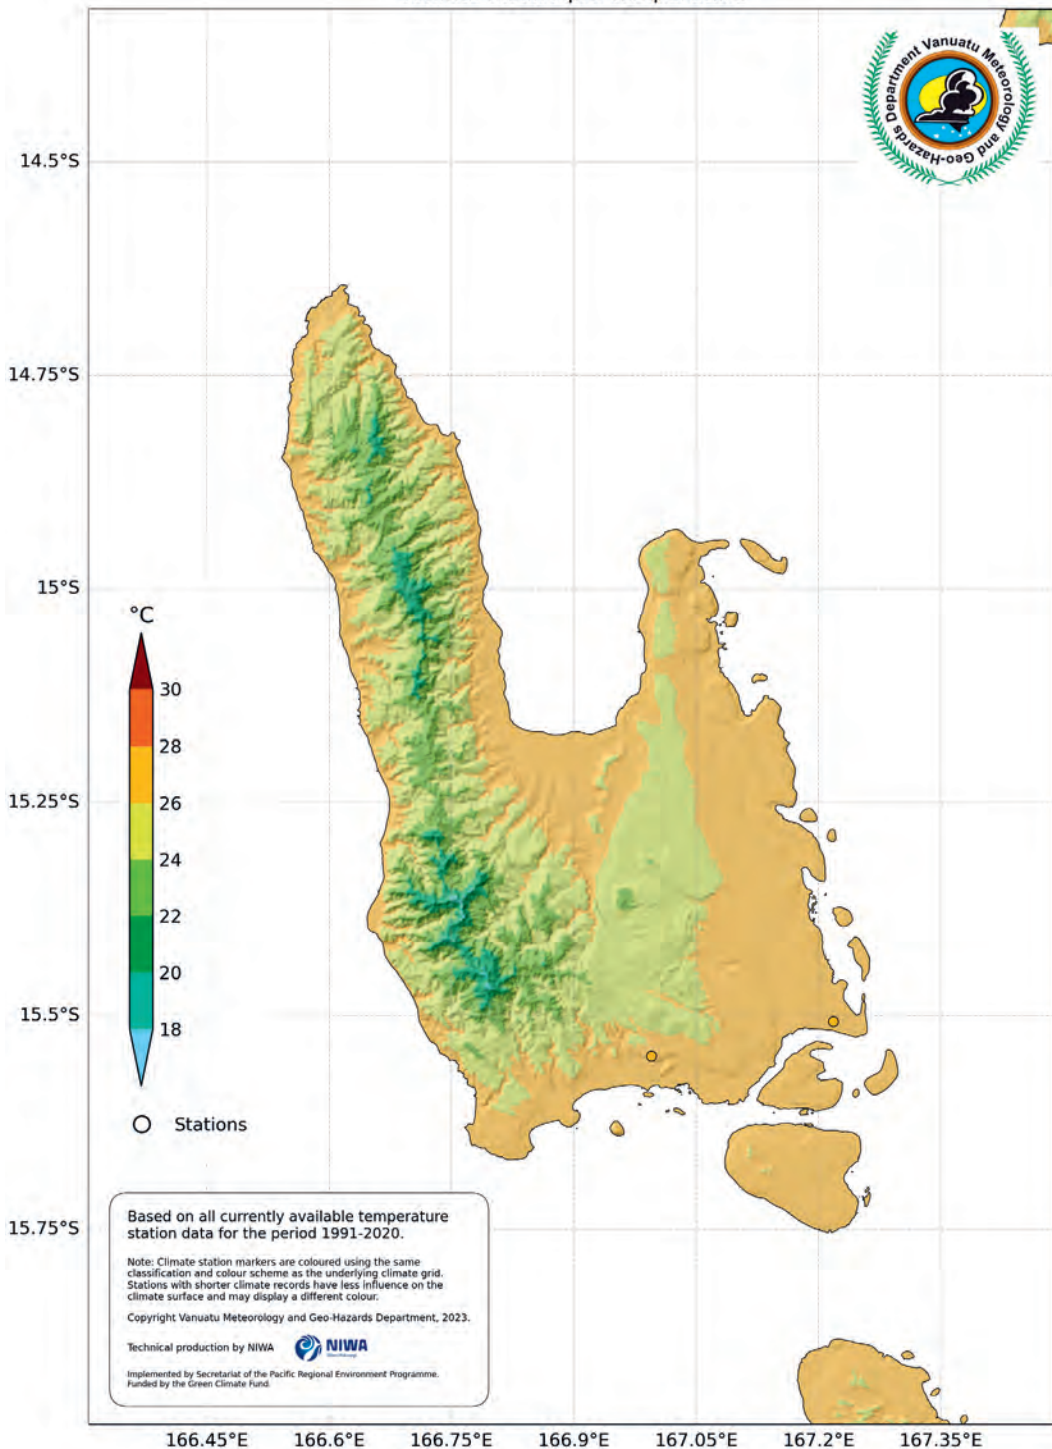 Vanuatu Meteorology and Geo-Hazards Department
14.5°S
14.75°S
15°S
°C
30
28
26
15.25°S
24
22
20
18
15.5°S
Stations
15.75°S
Based on all currently available temperature
station data for the period 1991-2020.
Note: Climate station markers are coloured using the same
classification and colour scheme as the underlying climate grid.
Stations with shorter climate records have less influence on the
climate surface and may display a different colour.
Copyright Vanuatu Meteorology and Geo-Hazards Department, 2023.
Technical production by NIWA
NIWA
Implemented by Secretariat of the Pacific Regional Environment Programme.
Funded by the Green Climate Fund.
166.45°E 166.6°E 166.75°E 166.9°E 167.05°E 167.2°E 167.35°E